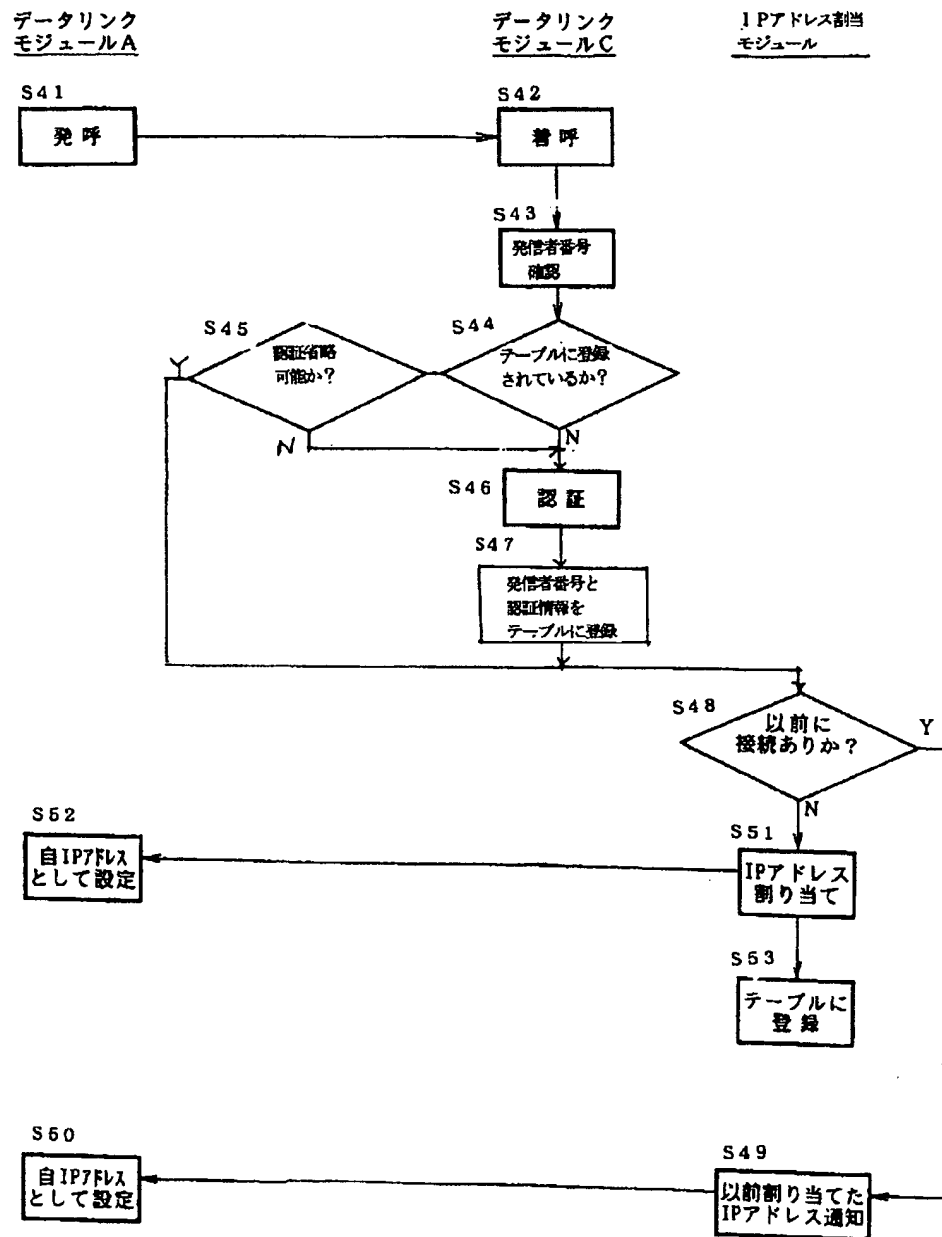 データリンク
モジュールA
データリンク
モジュールC
IPアドレス割当
モジュール
S41
発呼
S42
着呼
S43
発信者番号
確認
S44
テーブルに登録
されているか？
S45
認証省略
可能か？
Y
N
N
S46
認証
S47
発信者番号と
認証情報を
テーブルに登録
S48
以前に
接続ありか？
Y
N
S52
自IPアドレス
として設定
S51
IPアドレス
割り当て
S53
テーブルに
登録
S50
自IPアドレス
として設定
S49
以前割り当てた
IPアドレス通知